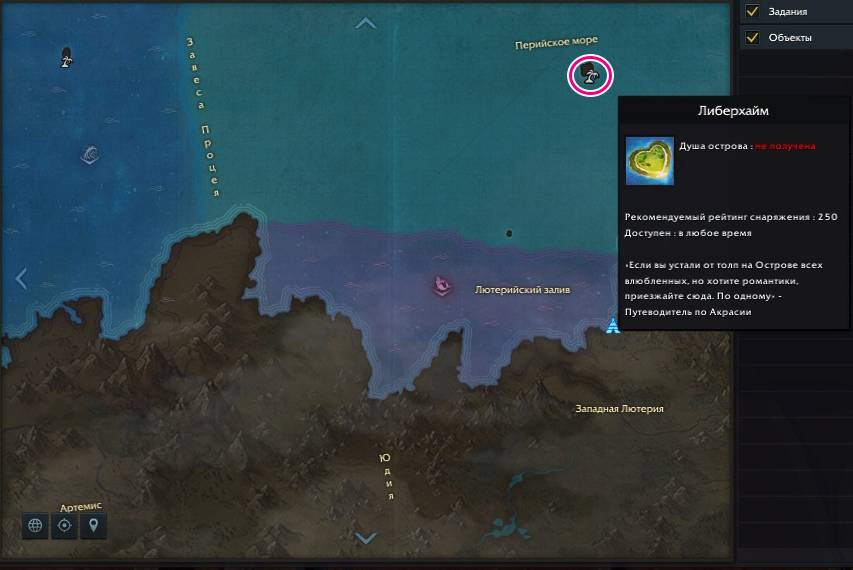 Задания
Объекты
Перийское море
Завеса Процея
Либерхайм
Душа острова : не получена
Рекомендуемый рейтинг снаряжения : 250
Доступен : в любое время
«Если вы устали от толп на Острове всех
влюбленных, но хотите романтики,
приезжайте сюда. По одному» -
Путеводитель по Акрасии
Лютерийский залив
Западная Лютерия
Юдия
Артемис